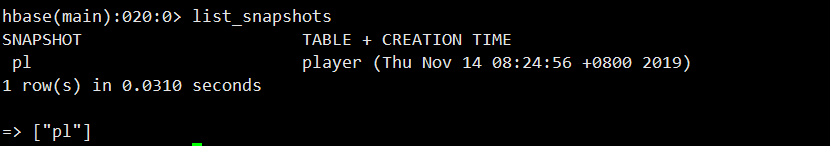 hbase(main):020:0> list_snapshots
SNAPSHOT TABLE + CREATION TIME
pl player (Thu Nov 14 08:24:56 +0800 2019)
1 row(s) in 0.0310 seconds
=> ["pl"]